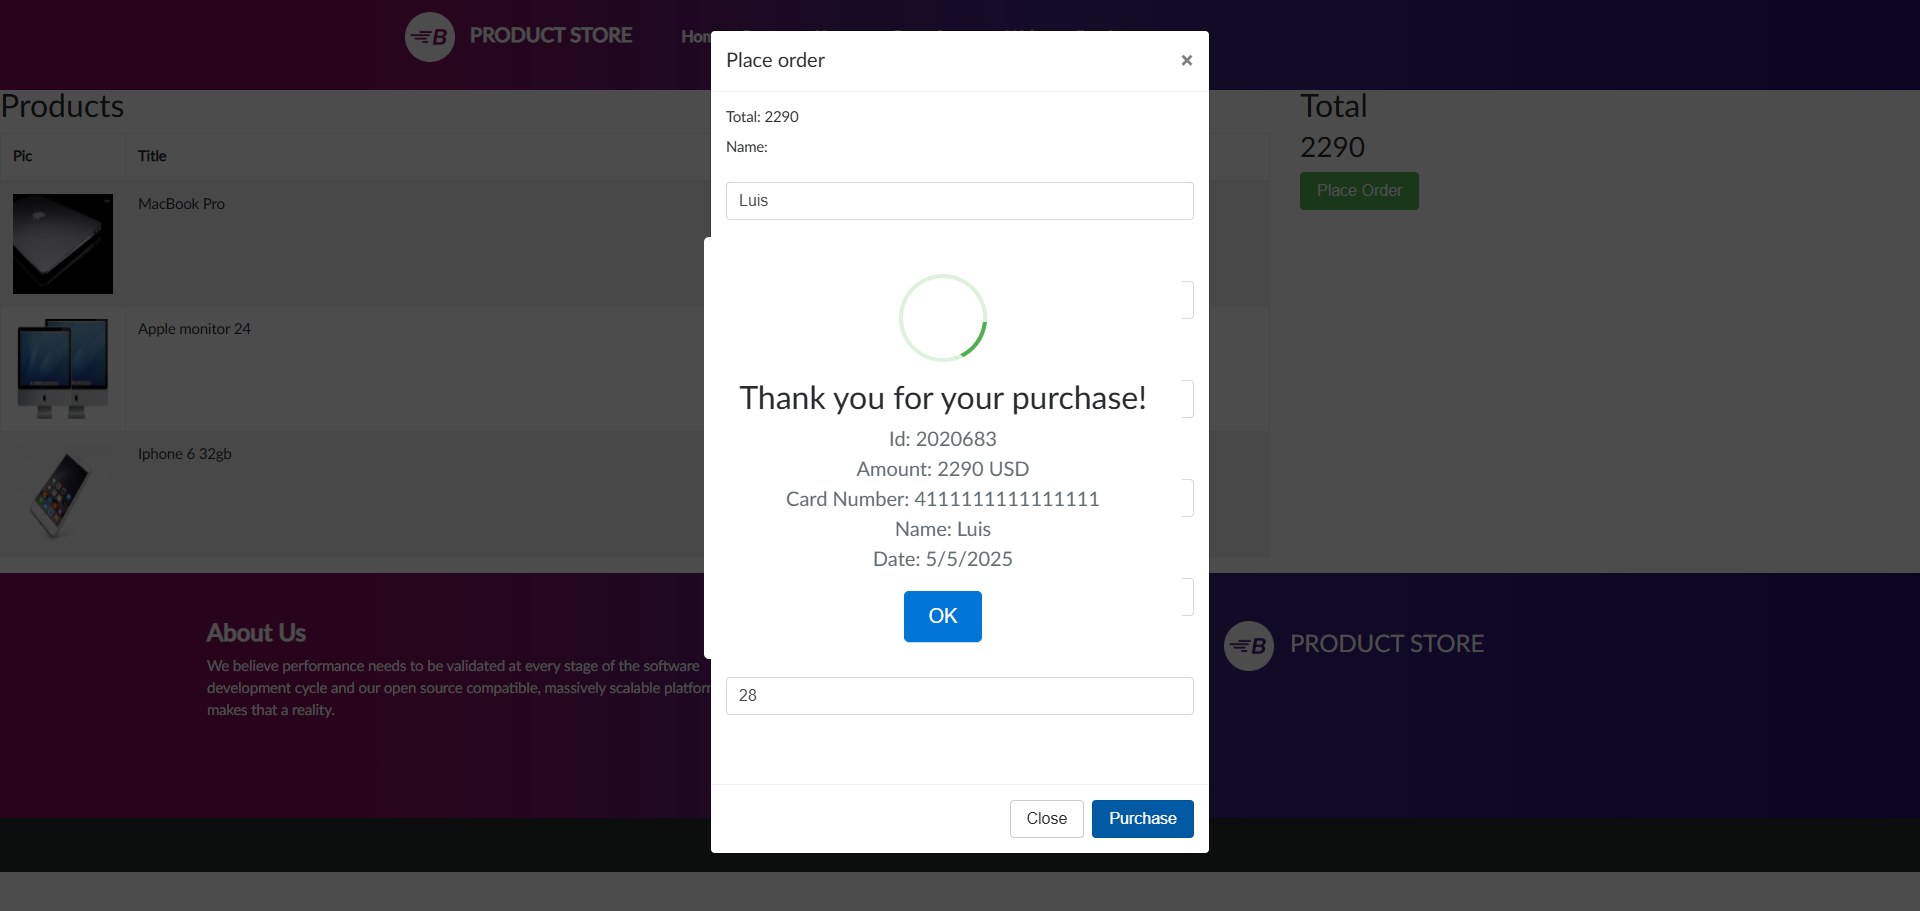 B PRODUCT STORE
Place order
×
Total: 2290
Name:
Luis
Products
Pic
Title
MacBook Pro
Apple monitor 24
Iphone 6 32gb
Total
2290
Place Order
Thank you for your purchase!
Id: 2020683
Amount: 2290 USD
Card Number: 4111111111111111
Name: Luis
Date: 5/5/2025
OK
28
Close
Purchase
About Us
We believe performance needs to be validated at every stage of the software
development cycle and our open source compatible, massively scalable
makes that a reality.
B PRODUCT STORE